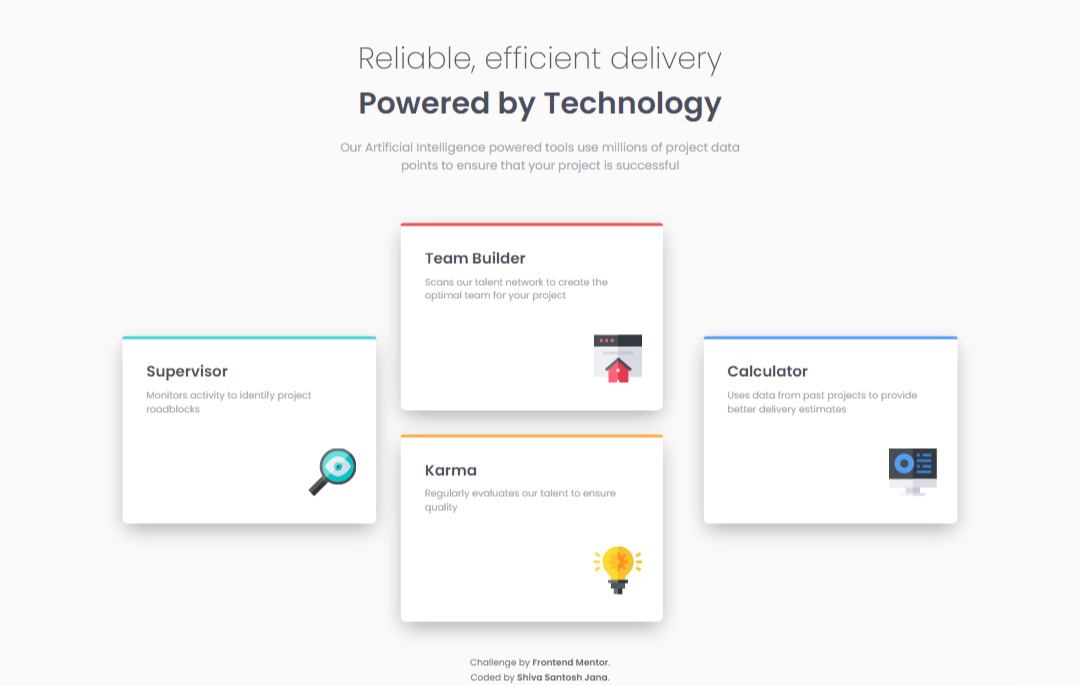 Reliable, efficient delivery
Powered by Technology
Our Artificial Intelligence powered tools use millions of project data
points to ensure that your project is successful
Team Builder
Scans our talent network to create the
optimal team for your project
Supervisor
Monitors activity to identify project
roadblocks
Calculator
Uses data from past projects to provide
better delivery estimates
Karma
Regularly evaluates our talent to ensure
quality
Challenge by Frontend Mentor.
Coded by Shiva Santosh Jana.